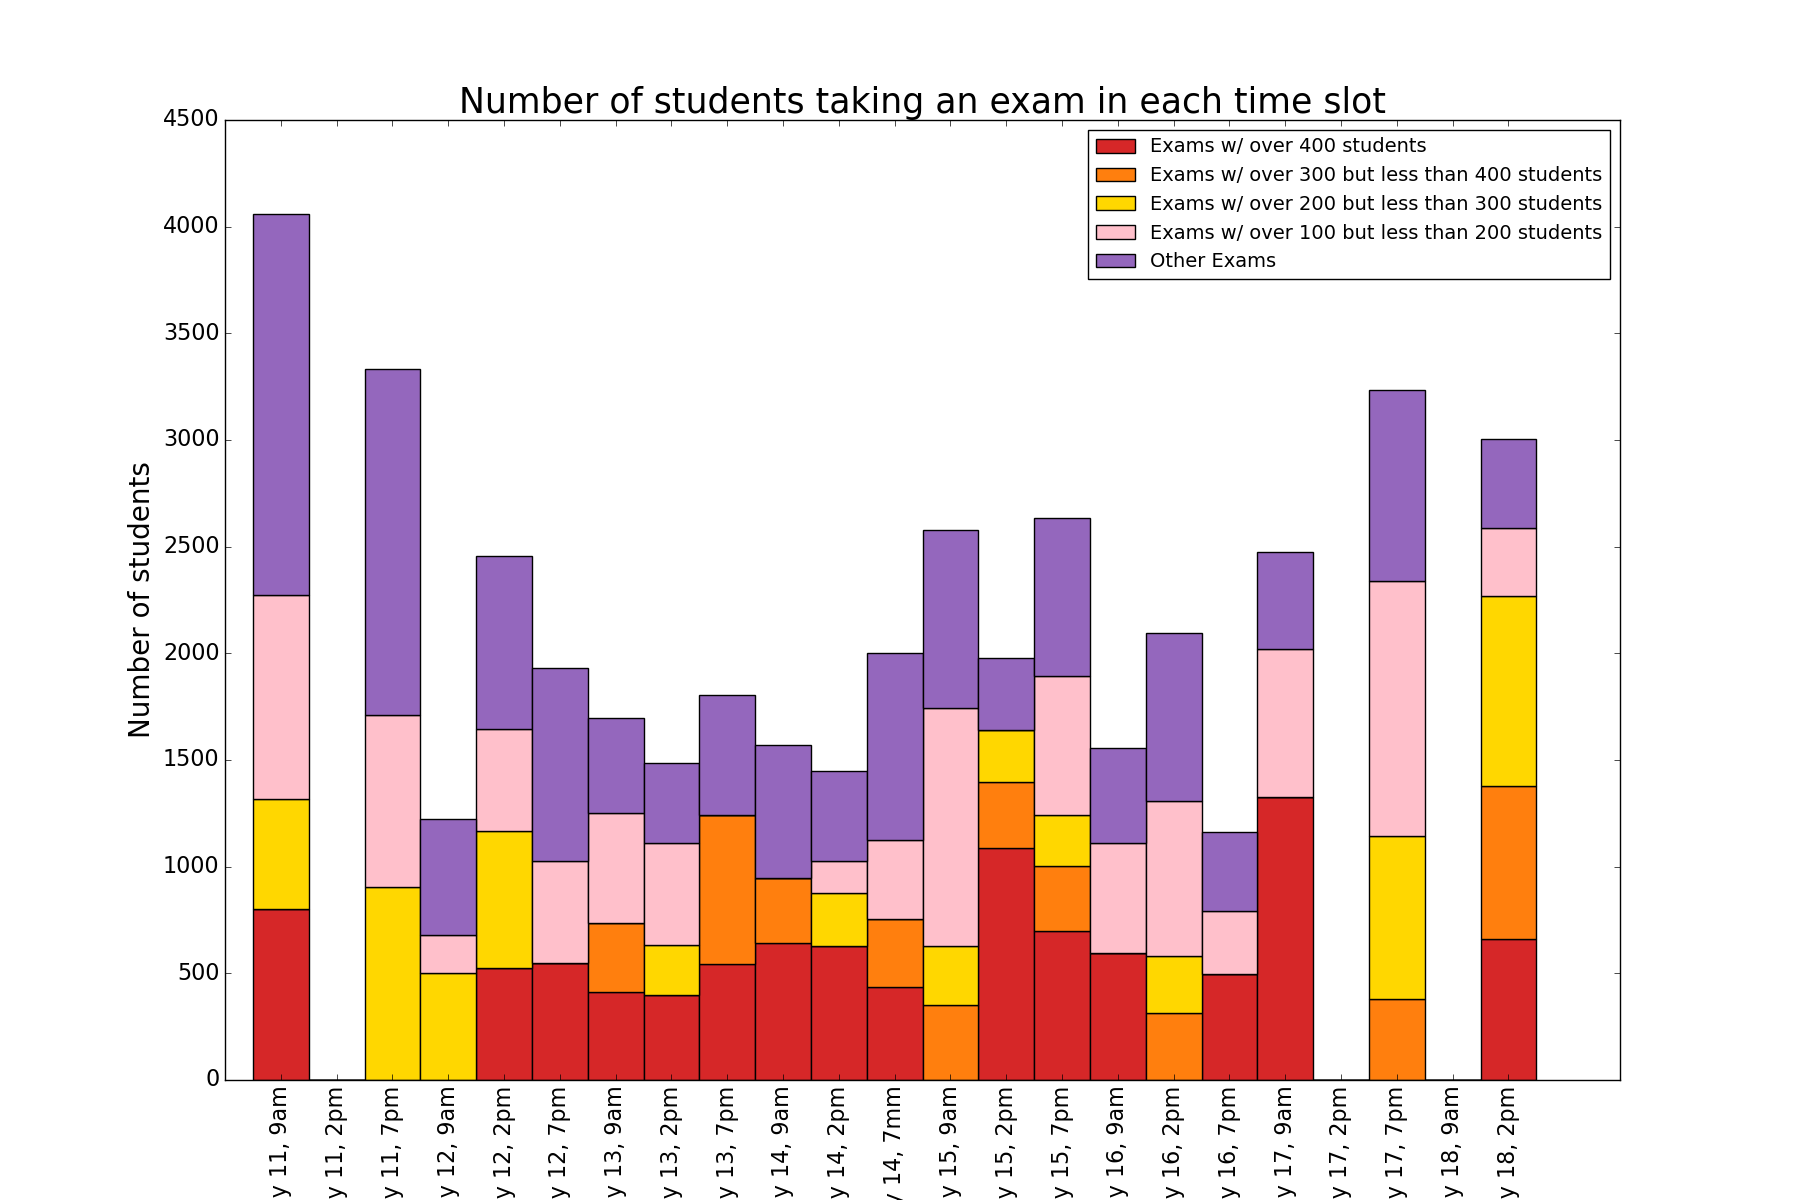 Number of students taking an exam in each time slot
Exams w/ over 400 students
Exams w/ over 300 but less than 400 students
Exams w/ over 200 but less than 300 students
Exams w/ over 100 but less than 200 students
Other Exams
Number of students
4500
4000
3500
3000
2500
2000
1500
1000
500
0
y 11, 9am
y 11, 2pm
y 11, 7pm
y 12, 9am
y 12, 2pm
y 12, 7pm
y 13, 9am
y 13, 2pm
y 13, 7pm
y 14, 9am
y 14, 2pm
y 14, 7mm
y 15, 9am
y 15, 2pm
y 15, 7pm
y 16, 9am
y 16, 2pm
y 16, 7pm
y 17, 9am
y 17, 2pm
y 17, 7pm
y 18, 9am
y 18, 2pm